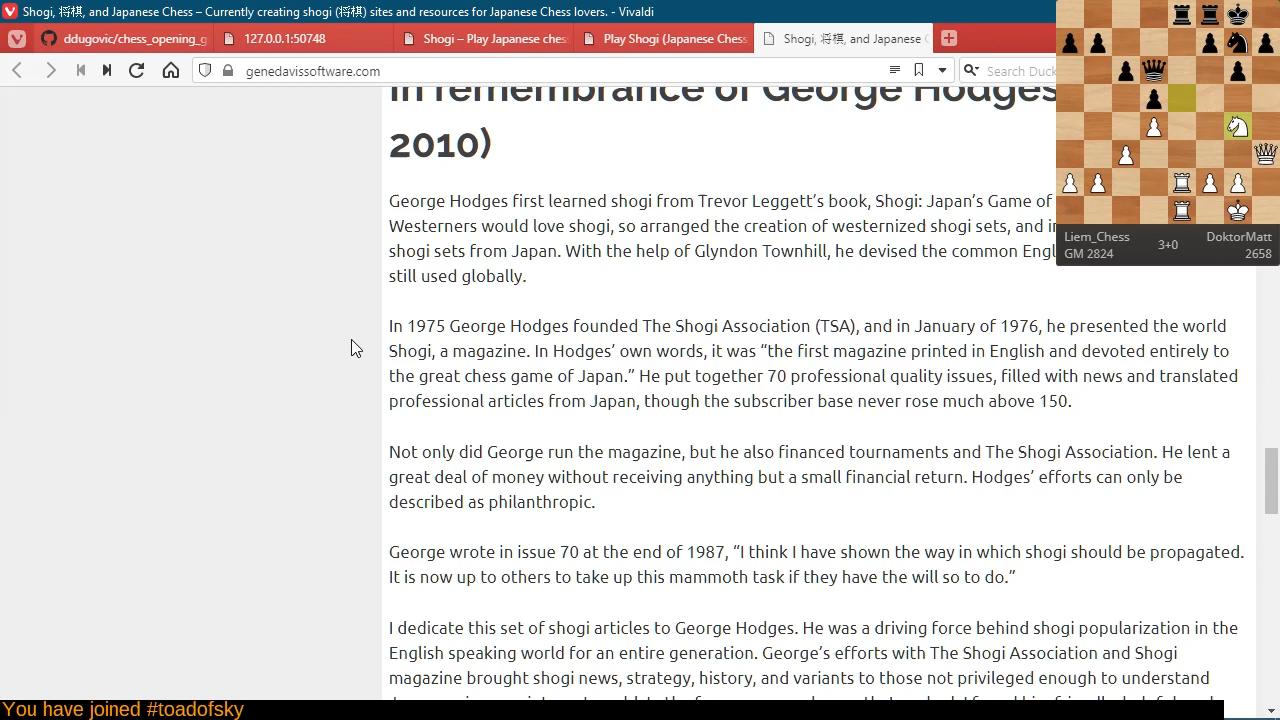 Shogi, 将棋, and Japanese Chess – Currently creating shogi (将棋) sites and resources for Japanese Chess lovers. - Vivaldi
ddugovic/chess_opening_g
127.0.0.1:50748
Shogi – Play Japanese ches
Play Shogi (Japanese Chess
Shogi, 将棋, and Japanese C
genedavissoftware.com
Search Duck
In remembrance of George Hodges
2010)
George Hodges first learned shogi from Trevor Leggett’s book, Shogi: Japan’s Game of
Westerners would love shogi, so arranged the creation of westernized shogi sets, and im
shogi sets from Japan. With the help of Glyndon Townhill, he devised the common Engl
still used globally.
In 1975 George Hodges founded The Shogi Association (TSA), and in January of 1976, he presented the world
Shogi, a magazine. In Hodges’ own words, it was “the first magazine printed in English and devoted entirely to
the great chess game of Japan.” He put together 70 professional quality issues, filled with news and translated
professional articles from Japan, though the subscriber base never rose much above 150.
Not only did George run the magazine, but he also financed tournaments and The Shogi Association. He lent a
great deal of money without receiving anything but a small financial return. Hodges’ efforts can only be
described as philanthropic.
George wrote in issue 70 at the end of 1987, “I think I have shown the way in which shogi should be propagated.
It is now up to others to take up this mammoth task if they have the will so to do.”
I dedicate this set of shogi articles to George Hodges. He was a driving force behind shogi popularization in the
English speaking world for an entire generation. George’s efforts with The Shogi Association and Shogi
magazine brought shogi news, strategy, history, and variants to those not privileged enough to understand
Liem_Chess
GM 2824
3+0
DoktorMatt
2658
You have joined #toadofsky